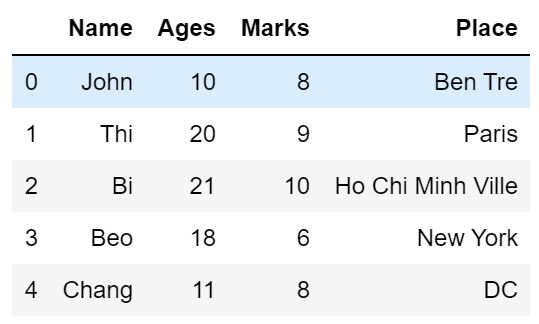 Name Ages Marks Place
0 John 10 8 Ben Tre
1 Thi 20 9 Paris
2 Bi 21 10 Ho Chi Minh Ville
3 Beo 18 6 New York
4 Chang 11 8 DC